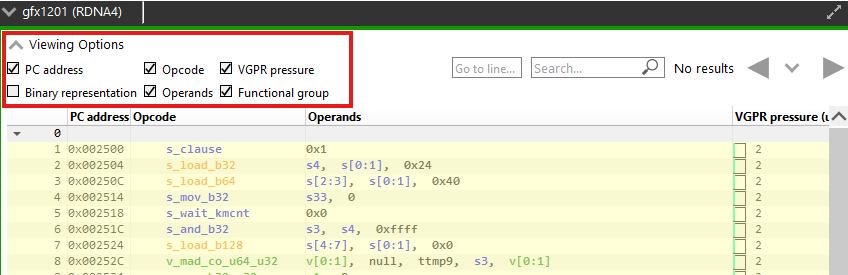 gfx1201 (RDNA4)
Viewing Options
PC address Opcode VGPR pressure
Binary representation Operands Functional group
Go to line... Search... No results
PC address Opcode Operands VGPR pressure (u
0
1 0x002500 s_clause 0x1 2
2 0x002504 s_load_b32 s4, s[0:1], 0x24 2
3 0x00250C s_load_b64 s[2:3], s[0:1], 0x40 2
4 0x002514 s_mov_b32 s33, 0 2
5 0x002518 s_wait_kmcnt 0x0 2
6 0x00251C s_and_b32 s3, s4, 0xffff 2
7 0x002524 s_load_b128 s[4:7], s[0:1], 0x0 2
8 0x00252C v_mad_co_u64_u32 v[0:1], null, ttmp9, s3, v[0:1] 2